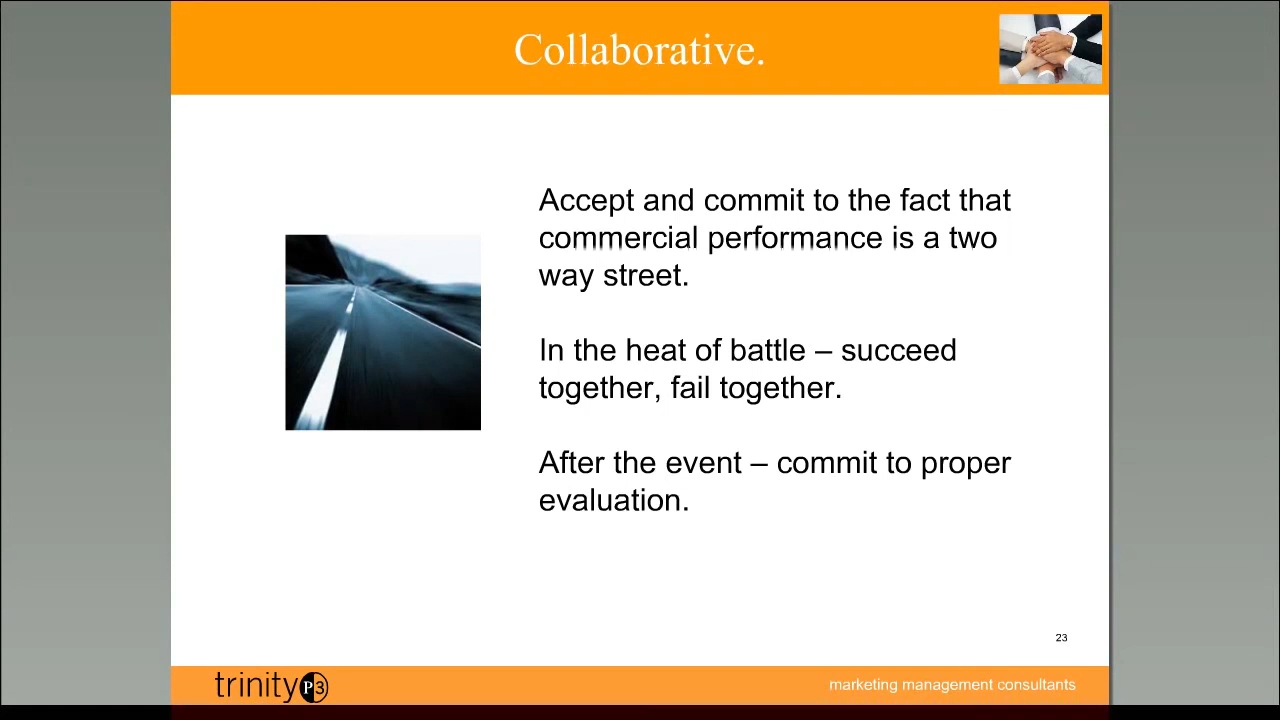 Collaborative.
Accept and commit to the fact that
commercial performance is a two
way street.
In the heat of battle – succeed
together, fail together.
After the event – commit to proper
evaluation.
23
trinity P3
marketing management consultants